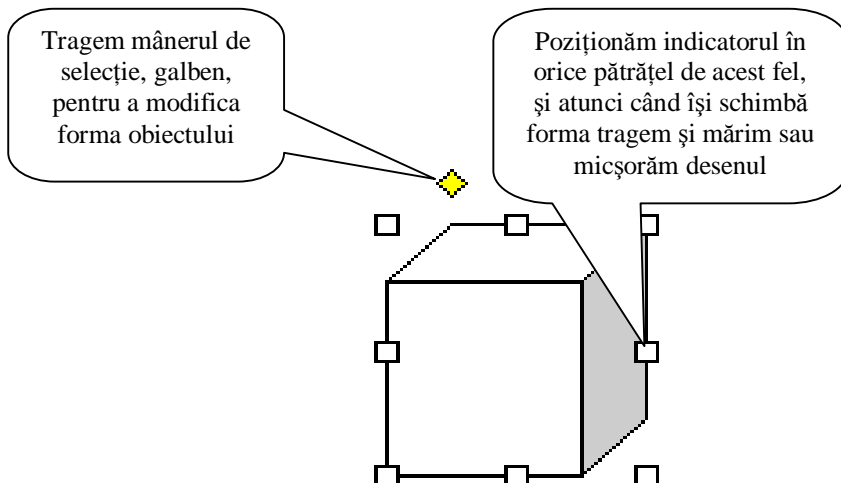 Tragem mânerul de
selecție, galben,
pentru a modifica
forma obiectului
Poziționăm indicatorul în
orice pătrățel de acest fel,
şi atunci când îşi schimbă
forma tragem şi mărim sau
micşorăm desenul